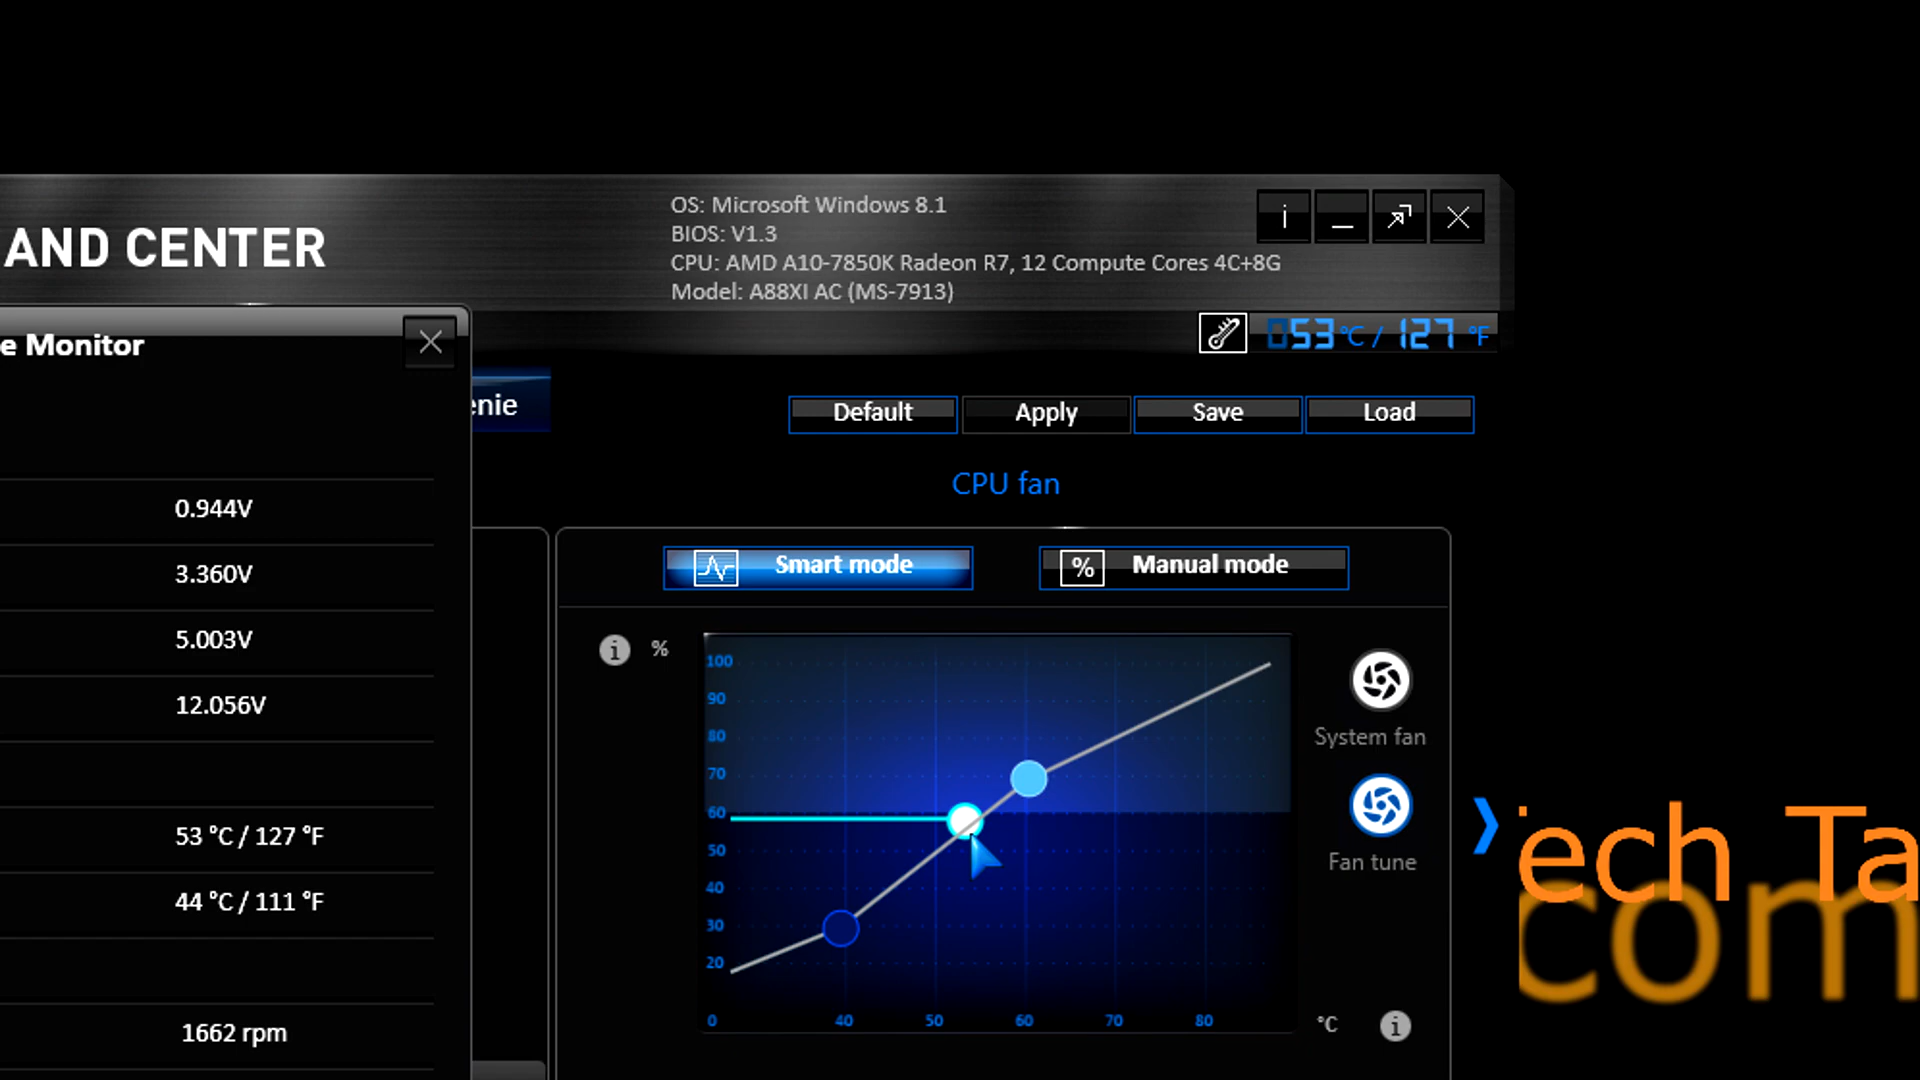 OS: Microsoft Windows 8.1
BIOS: V1.3
CPU: AMD A10-7850K Radeon R7, 12 Compute Cores 4C+8G
Model: A88XI AC (MS-7913)
i
AND CENTER
53 °C / 127 °F
e Monitor
enie
Default Apply Save Load
CPU fan
0.944V
3.360V
5.003V
12.056V
53 °C / 127 °F
44 °C / 111 °F
1662 rpm
Smart mode
% Manual mode
i %
100
90
80
70
60
50
40
30
20
0 40 50 60 70 80
°C i
System fan
Fan tune
ech Ta
com